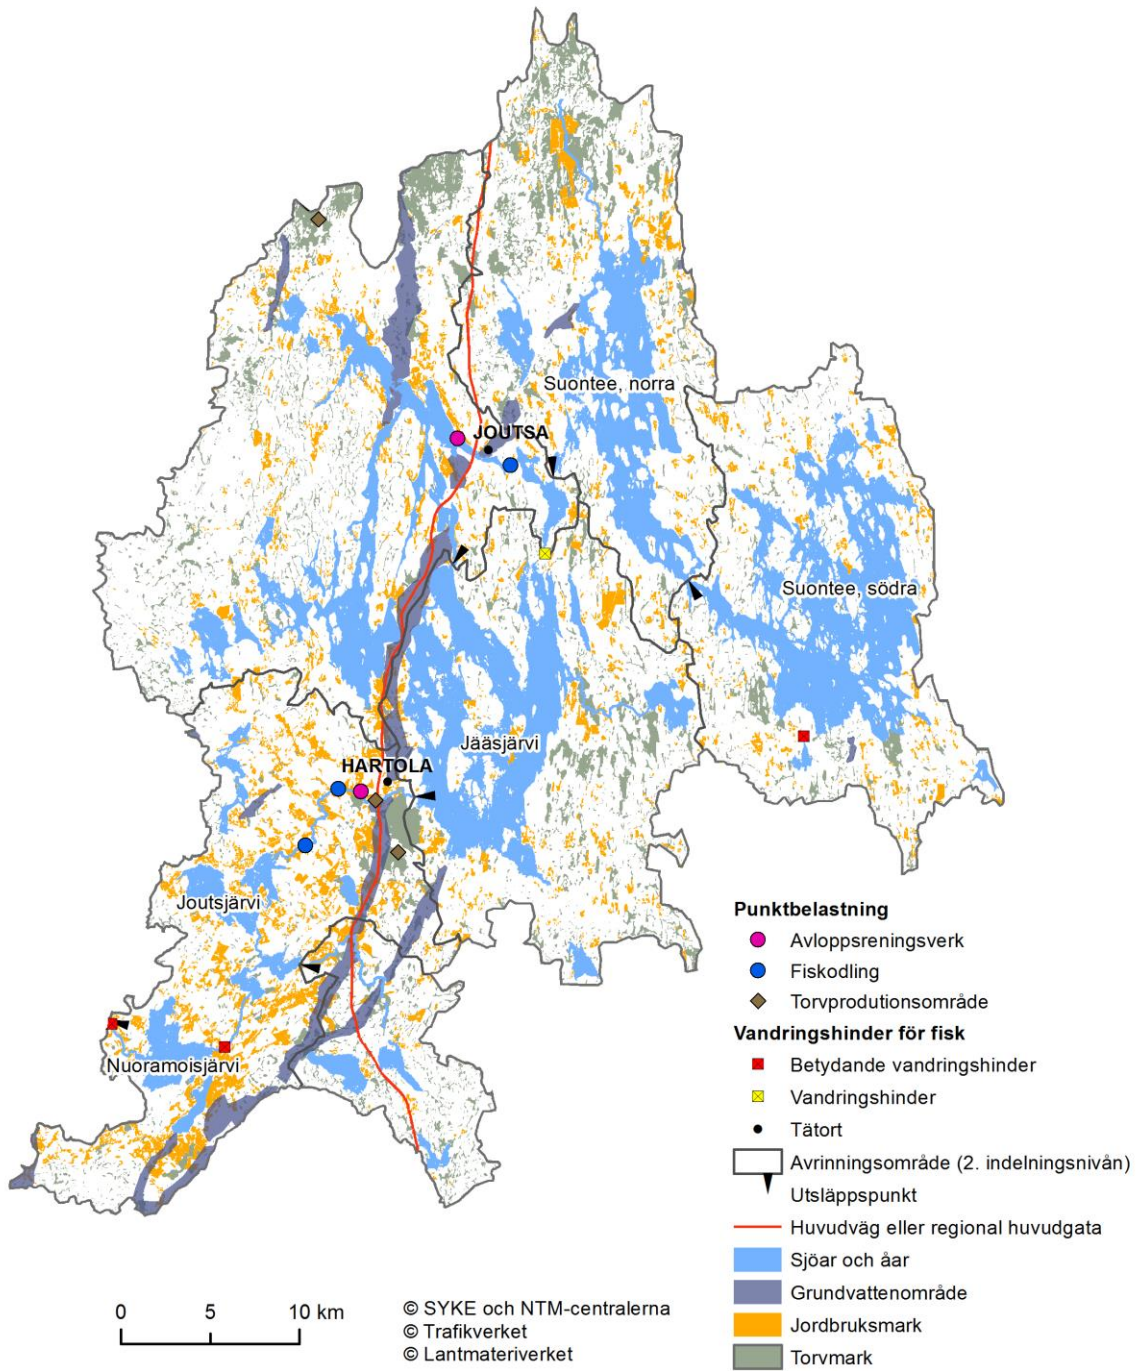 Suontee, norra
JOUTSA
Suontee, södra
Jääsjärvi
HARTOLA
Joutsjärvi
Nuoramoisjärvi
Punktbelastning
Avloppsreningsverk
Fiskodling
Torvprodutionsområde
Vandringshinder för fisk
Betydande vandringshinder
Vandringshinder
Tätort
Avrinningsområde (2. indelningsnivån)
Utsläppspunkt
Huvudväg eller regional huvudgata
Sjöar och åar
Grundvattenområde
Jordbruksmark
Torvmark
0 5 10 km
© SYKE och NTM-centralerna
© Trafikverket
© Lantmateriverket